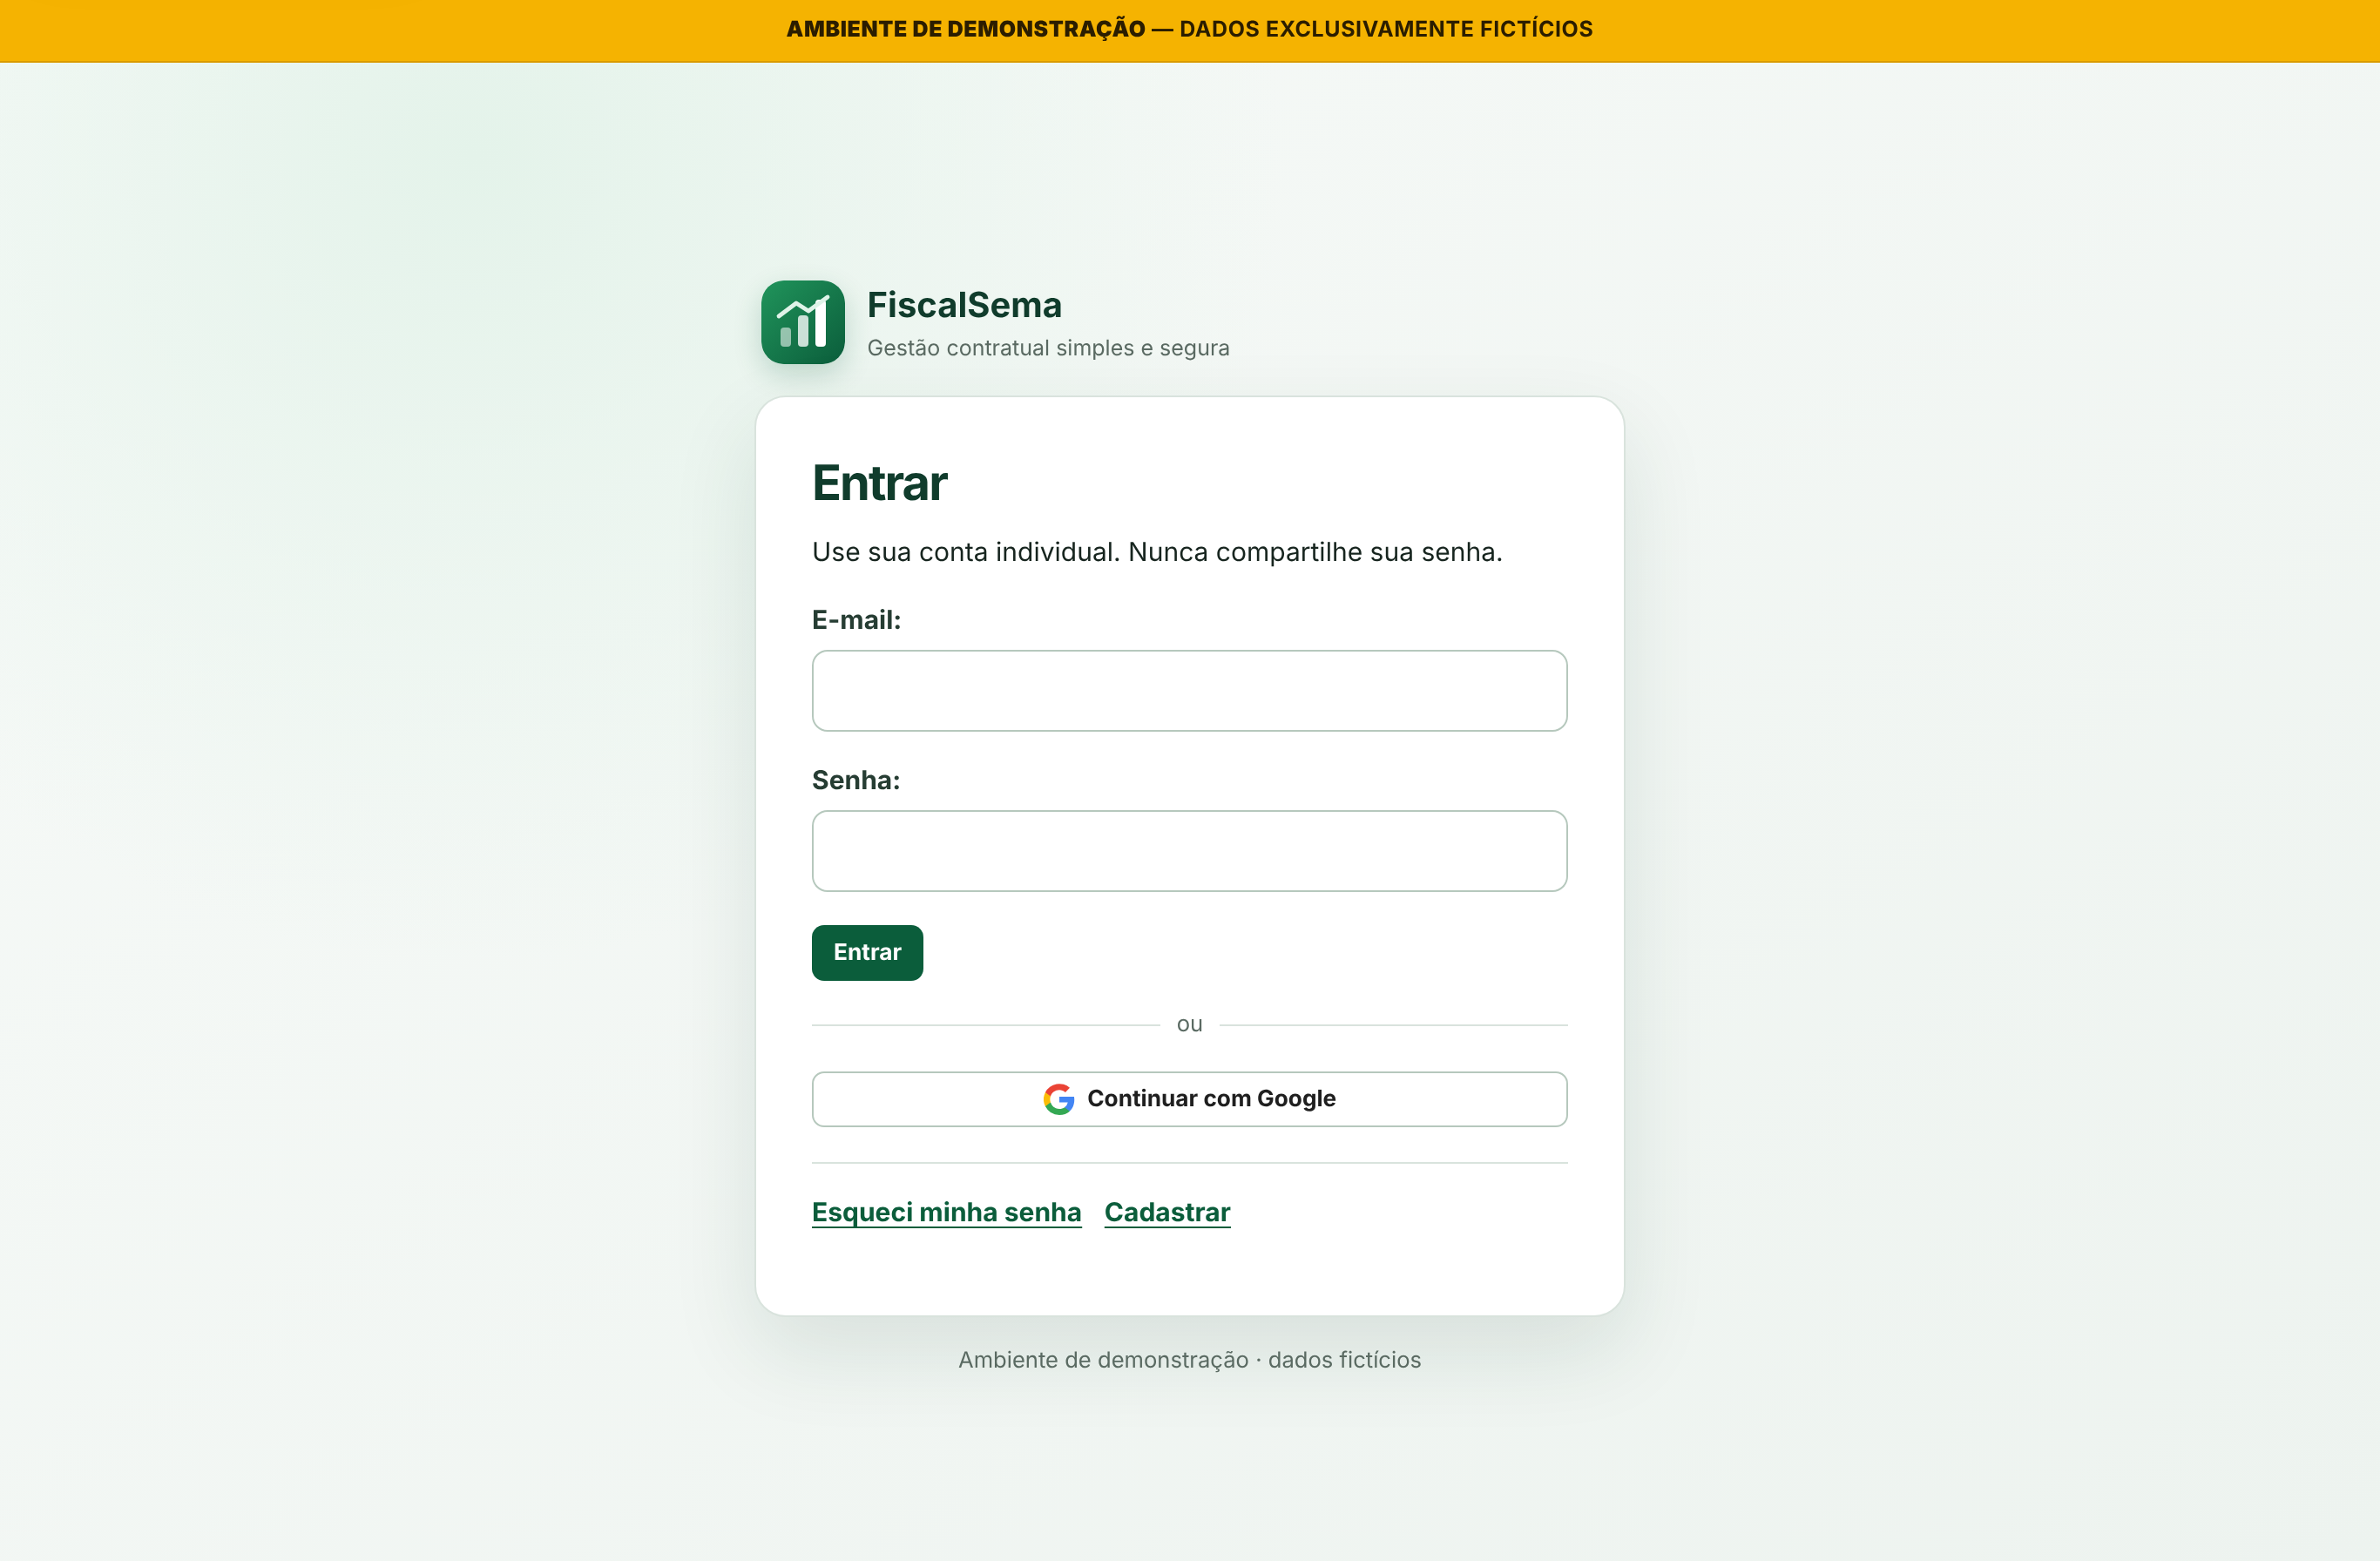 AMBIENTE DE DEMONSTRAÇÃO — DADOS EXCLUSIVAMENTE FICTÍCIOS
FiscalSema
Gestão contratual simples e segura
Entrar
Use sua conta individual. Nunca compartilhe sua senha.
E-mail:
Senha:
Entrar
ou
Continuar com Google
Esqueci minha senha Cadastrar
Ambiente de demonstração · dados fictícios